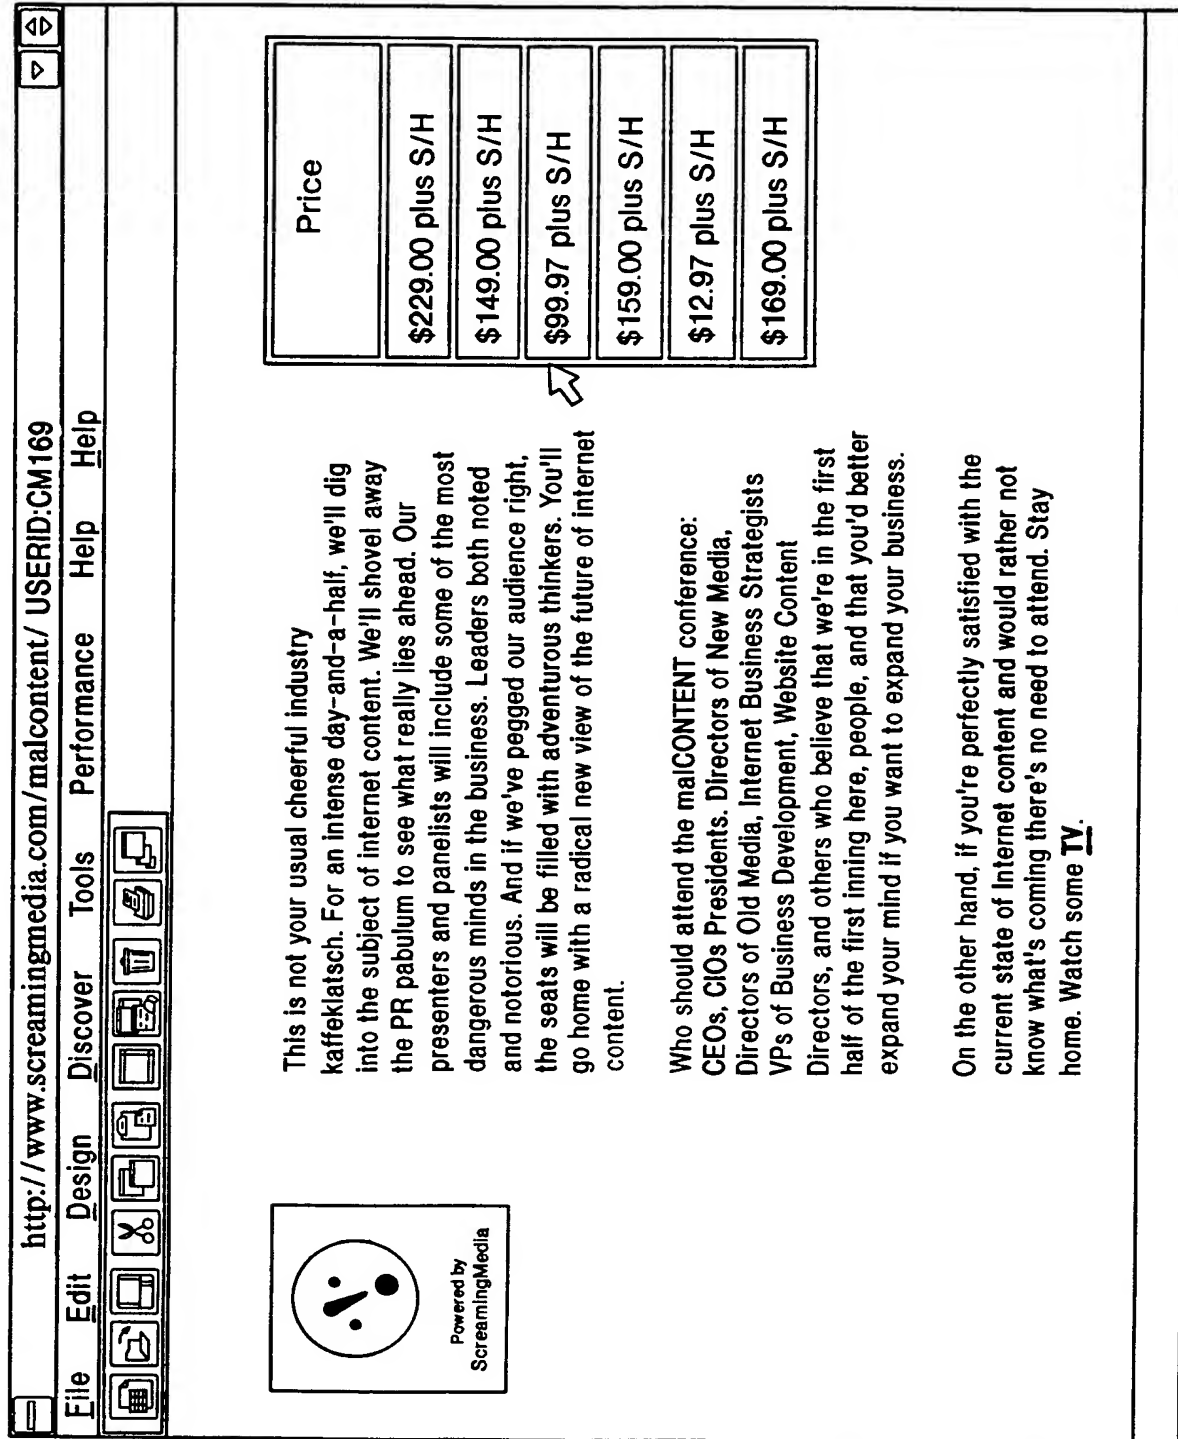 http://www.screamingmedia.com/malcontent/ USERID:CM169
File Edit Design Discover Tools Performance Help Help
Powered by
ScreamingMedia
This is not your usual cheerful industry
kaffeklatsch. For an intense day-and-a-half, we'll dig
into the subject of internet content. We'll shovel away
the PR pabulum to see what really lies ahead. Our
presenters and panelists will include some of the most
dangerous minds in the business. Leaders both noted
and notorious. And if we've pegged our audience right,
the seats will be filled with adventurous thinkers. You'll
go home with a radical new view of the future of internet
content.
Who should attend the malCONTENT conference:
CEOs, CIOs Presidents. Directors of New Media,
Directors of Old Media, Internet Business Strategists
VPs of Business Development, Website Content
Directors, and others who believe that we're in the first
half of the first inning here, people, and that you'd better
expand your mind if you want to expand your business.
On the other hand, if you're perfectly satisfied with the
current state of Internet content and would rather not
know what's coming there's no need to attend. Stay
home. Watch some TV.
Price
$229.00 plus S/H
$149.00 plus S/H
$99.97 plus S/H
$159.00 plus S/H
$12.97 plus S/H
$169.00 plus S/H